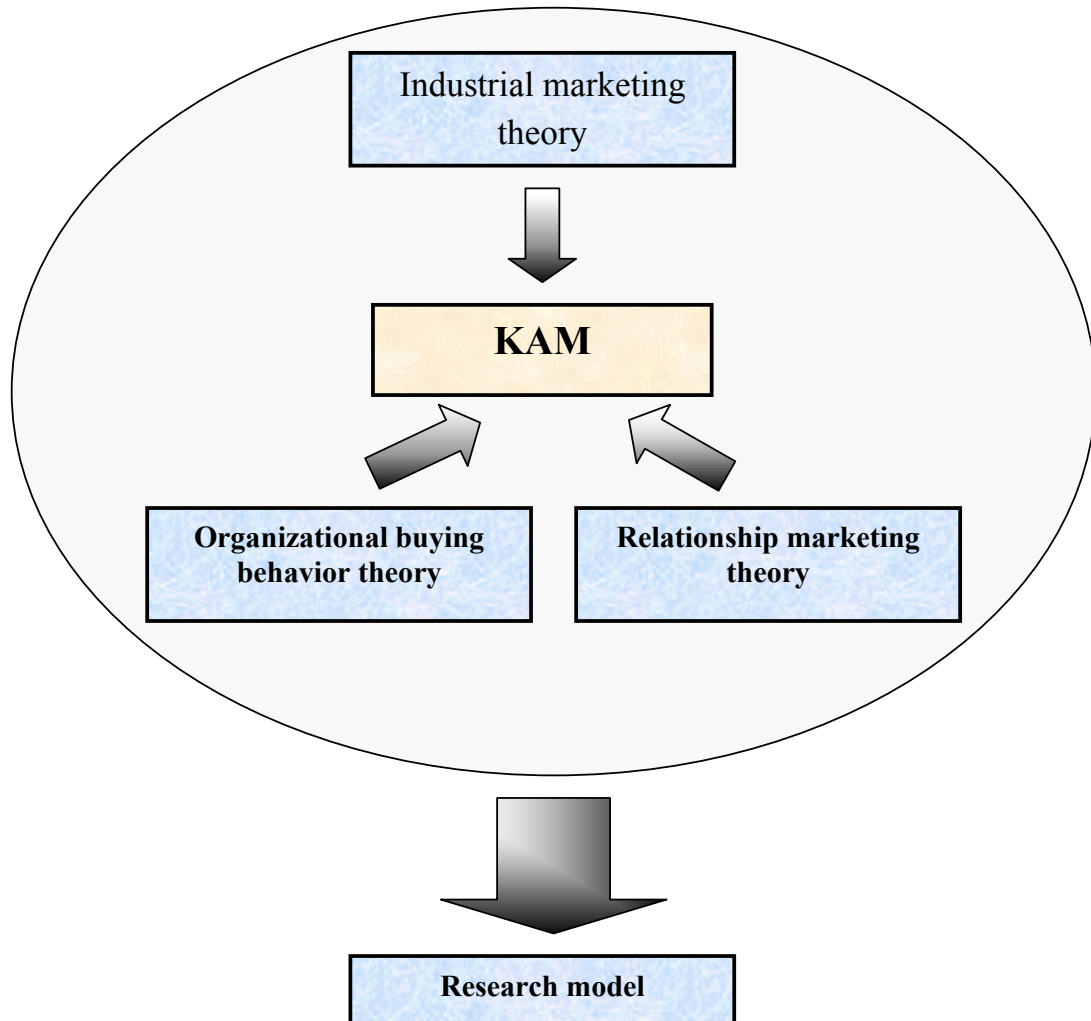 Industrial marketing
theory
KAM
Organizational buying
behavior theory
Relationship marketing
theory
Research model